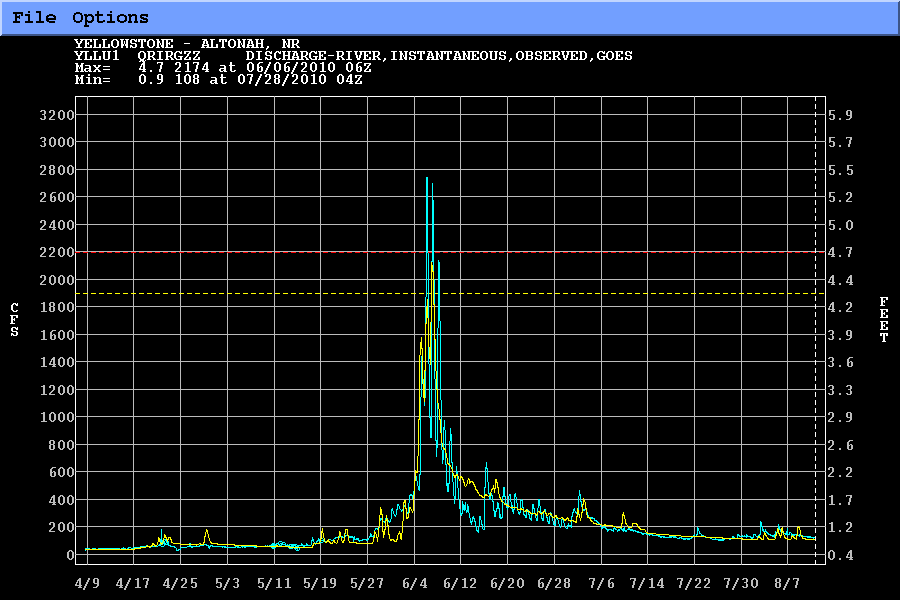 File Options
YELLOWSTONE - ALTONAH, NR
YLLU1 QRIRGZZ DISCHARGE-RIVER,INSTANTANEOUS,OBSERVED,GOES
Max= 4.7 2174 at 06/06/2010 06Z
Min= 0.9 108 at 07/28/2010 04Z
3200 5.9
3000 5.7
2800 5.5
2600 5.2
2400 5.0
2200 4.7
2000 4.4
1800 4.2
1600 3.9
1400 3.6
1200 3.3
1000 2.9
800 2.6
600 2.2
400 1.7
200 1.2
0 0.4
CFS
FEET
4/9 4/17 4/25 5/3 5/11 5/19 5/27 6/4 6/12 6/20 6/28 7/6 7/14 7/22 7/30 8/7